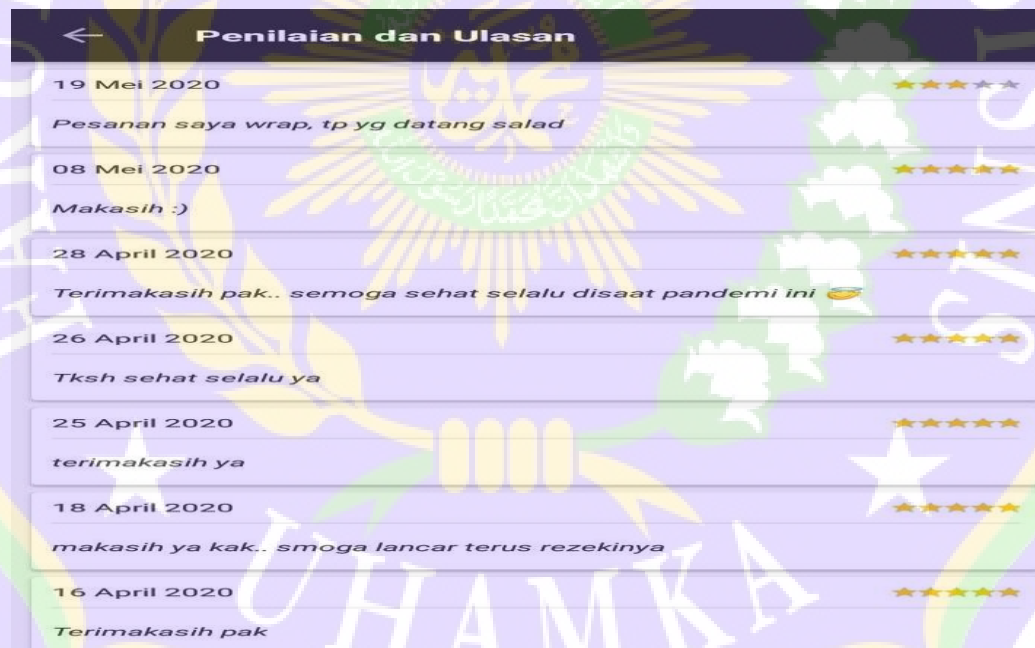 Penilaian dan Ulasan
19 Mei 2020
Pesanan saya wrap, tp yg datang salad
08 Mei 2020
Makasih :)
28 April 2020
Terimakasih pak.. semoga sehat selalu disaat pandemi ini 😇
26 April 2020
Tksh sehat selalu ya
25 April 2020
terimakasih ya
18 April 2020
makasih ya kak.. smoga lancar terus rezekinya
16 April 2020
Terimakasih pak
UHAMKA